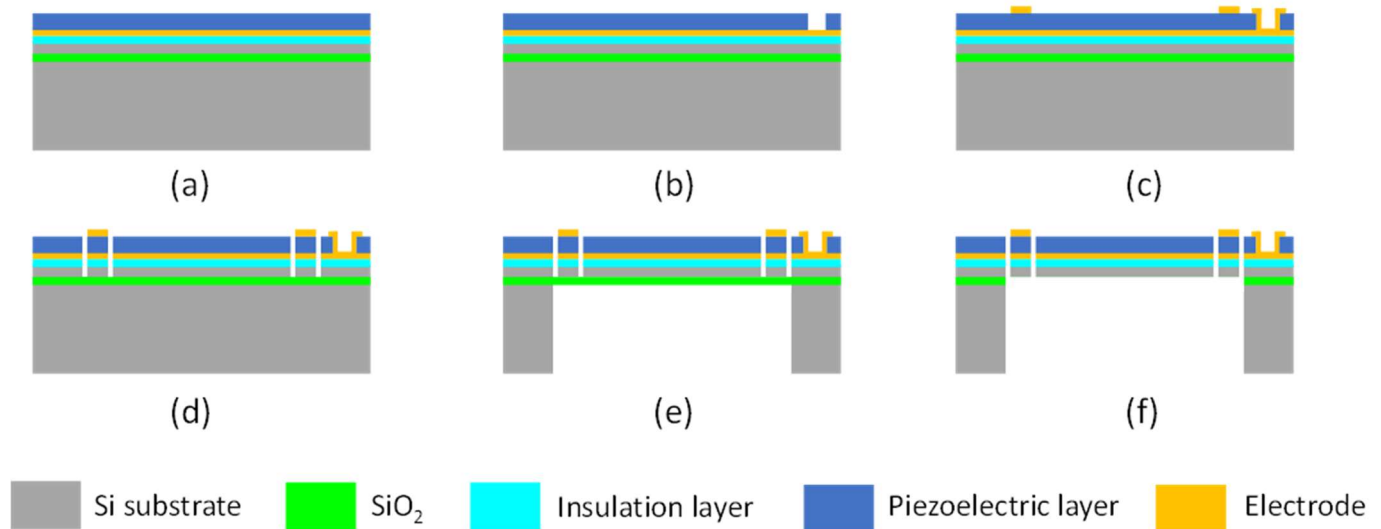 (a)
(b)
(c)
(d)
(e)
(f)
Si substrate
SiO₂
Insulation layer
Piezoelectric layer
Electrode